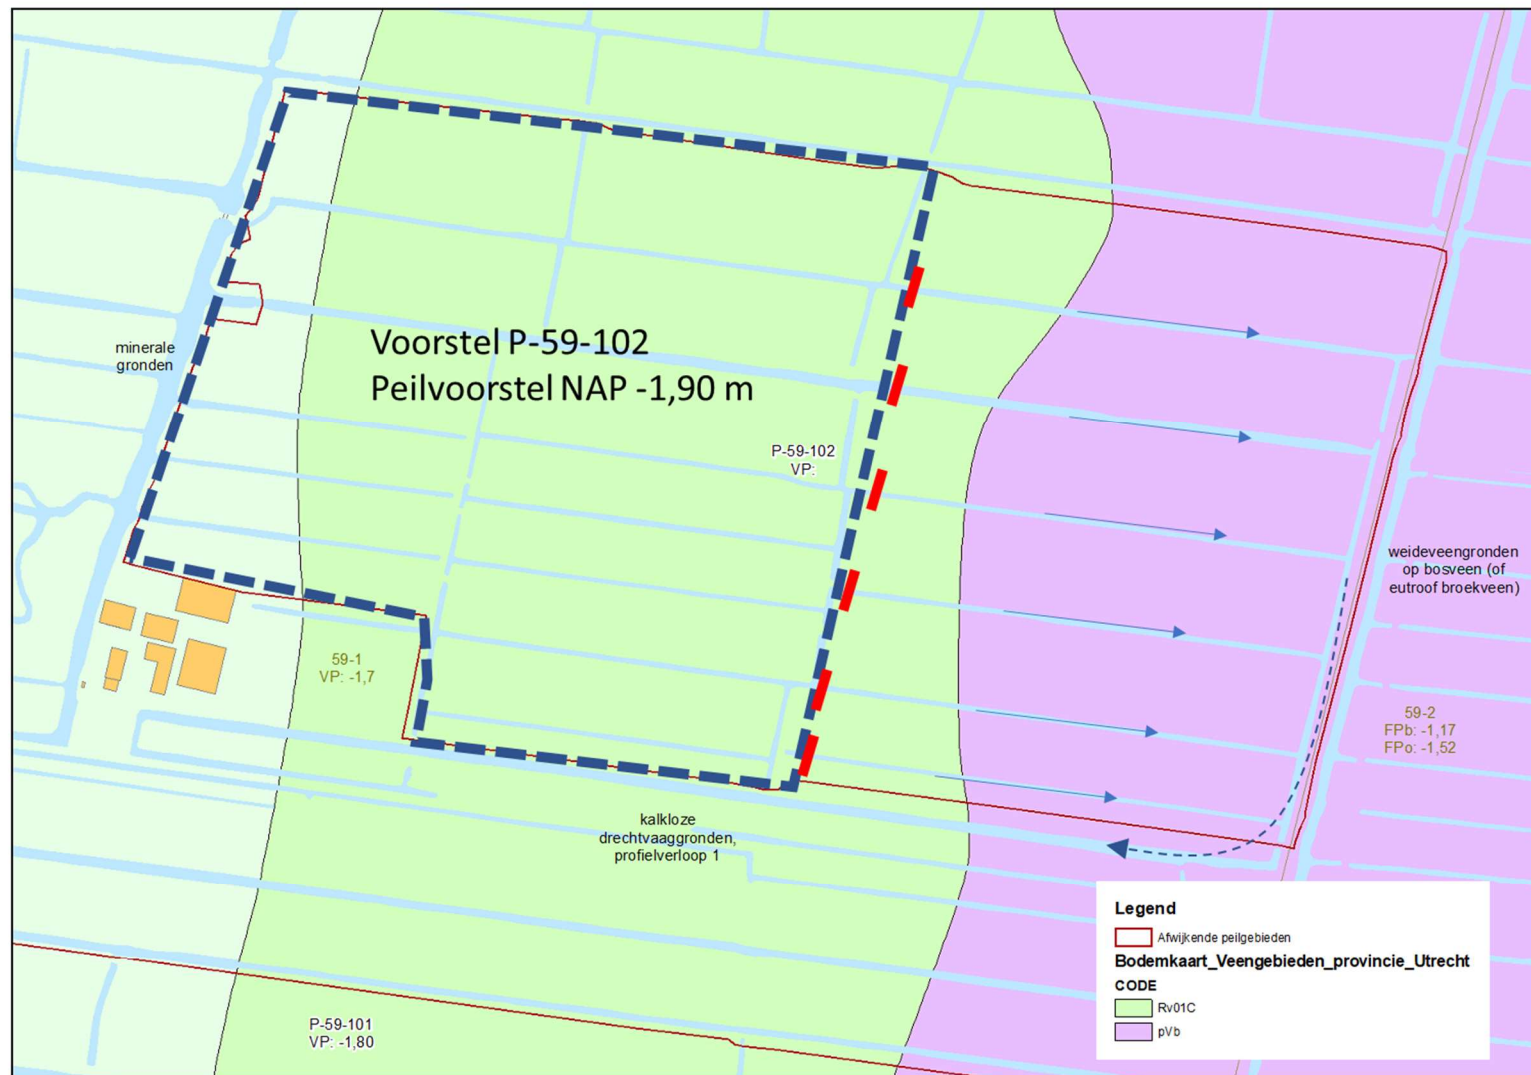 Voorstel P-59-102
Peilvoorstel NAP -1,90 m
minerale
gronden
P-59-102
VP:
weideveengronden
op bosveen (of
eutroof broekveen)
59-1
VP: -1,7
59-2
FPb: -1,17
FPo: -1,52
kalkloze
drechtvaaggronden,
profielverloop 1
P-59-101
VP: -1,80
Legend
Afwijkende peilgebieden
Bodemkaart_Veengebieden_provincie_Utrecht
CODE
Rv01C
pVb